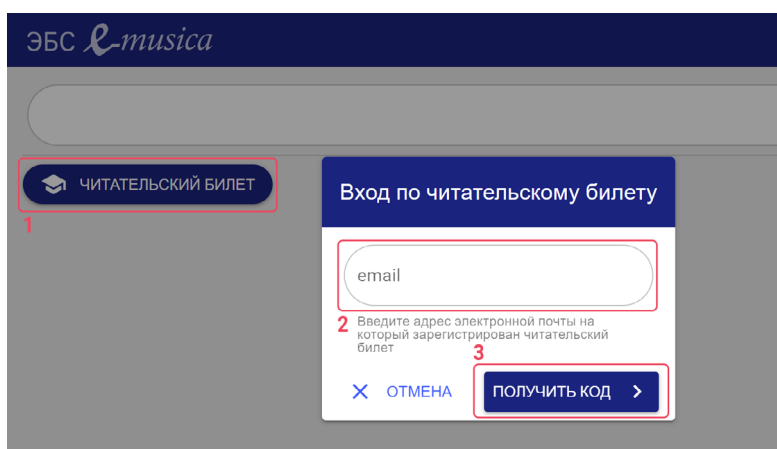 ЭБС e-musica
ЧИТАТЕЛЬСКИЙ БИЛЕТ
1
Вход по читательскому билету
email
2
Введите адрес электронной почты на
который зарегистрирован читательский
билет
3
ОТМЕНА
ПОЛУЧИТЬ КОД